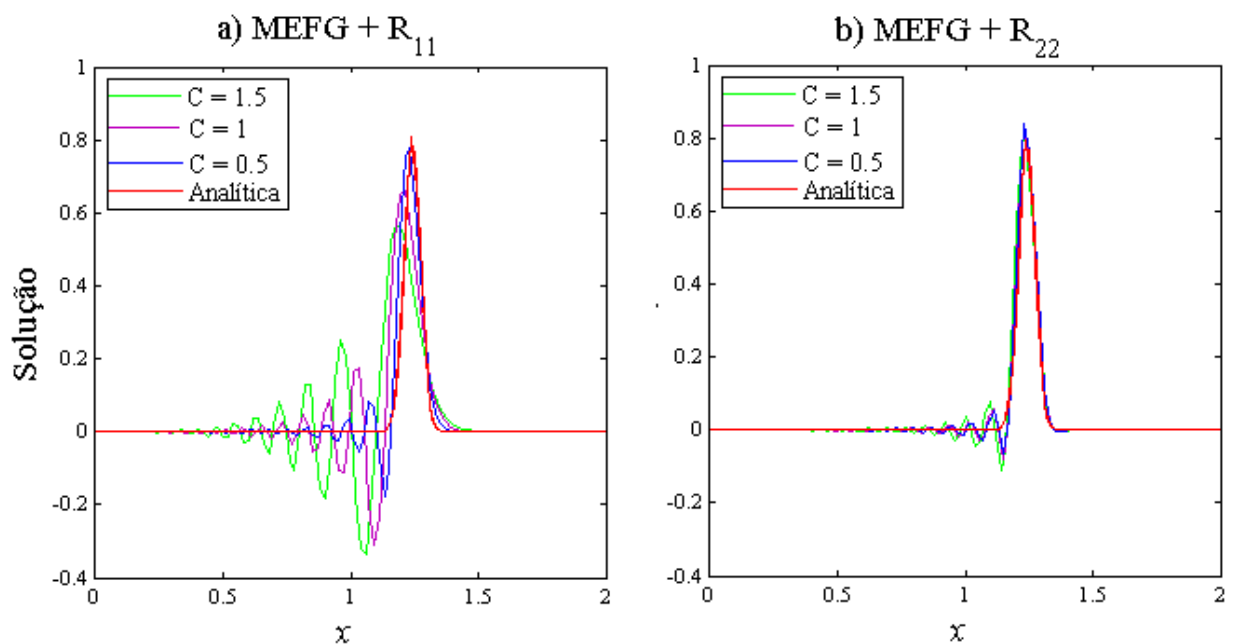 a) MEFG + R11
C = 1.5
C = 1
C = 0.5
Analítica
Solução
1
0.8
0.6
0.4
0.2
0
-0.2
-0.4
0
0.5
1
1.5
2
x
b) MEFG + R22
C = 1.5
C = 1
C = 0.5
Analítica
1
0.8
0.6
0.4
0.2
0
-0.2
-0.4
0
0.5
1
1.5
2
x